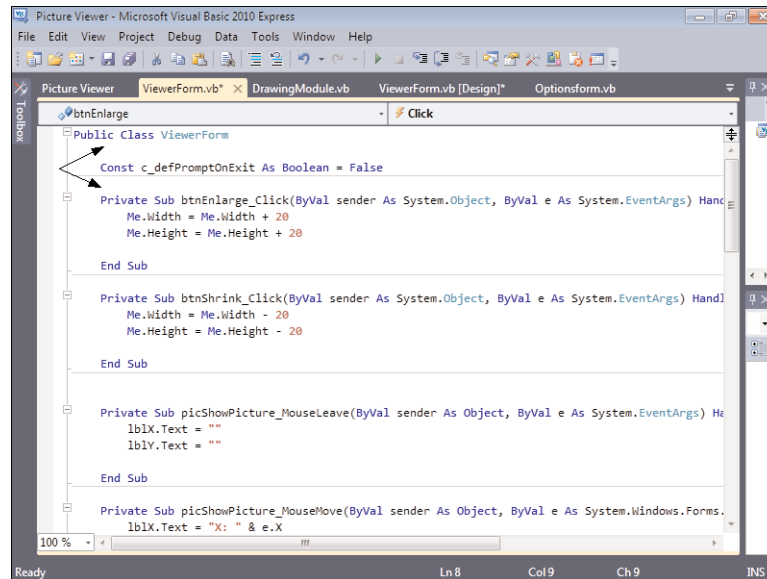 Picture Viewer - Microsoft Visual Basic 2010 Express
File Edit View Project Debug Data Tools Window Help
Toolbox
Picture Viewer ViewerForm.vb* DrawingModule.vb ViewerForm.vb [Design]* Optionsform.vb
btnEnlarge Click
Public Class ViewerForm
Const c_defPromptOnExit As Boolean = False
Private Sub btnEnlarge_Click(ByVal sender As System.Object, ByVal e As System.EventArgs) Hand
Me.Width = Me.Width + 20
Me.Height = Me.Height + 20
End Sub
Private Sub btnShrink_Click(ByVal sender As System.Object, ByVal e As System.EventArgs) Handl
Me.Width = Me.Width - 20
Me.Height = Me.Height - 20
End Sub
Private Sub picShowPicture_MouseLeave(ByVal sender As Object, ByVal e As System.EventArgs) Ha
lblX.Text = ""
lblY.Text = ""
End Sub
Private Sub picShowPicture_MouseMove(ByVal sender As Object, ByVal e As System.Windows.Forms.
lblX.Text = "X: " & e.X
100 %
Ready Ln 8 Col 9 Ch 9 INS